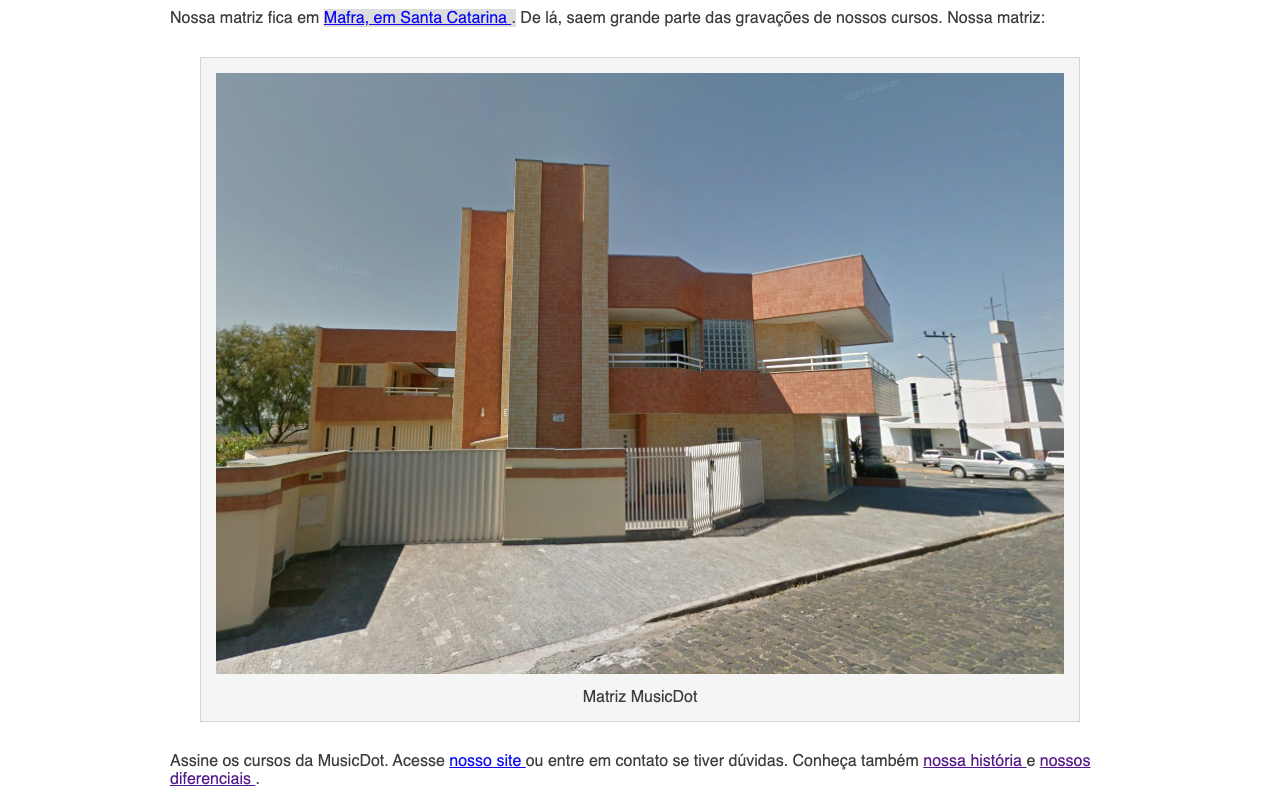 Nossa matriz fica em Mafra, em Santa Catarina . De lá, saem grande parte das gravações de nossos cursos. Nossa matriz:
Matriz MusicDot
Assine os cursos da MusicDot. Acesse nosso site ou entre em contato se tiver dúvidas. Conheça também nossa história e nossos
diferenciais .